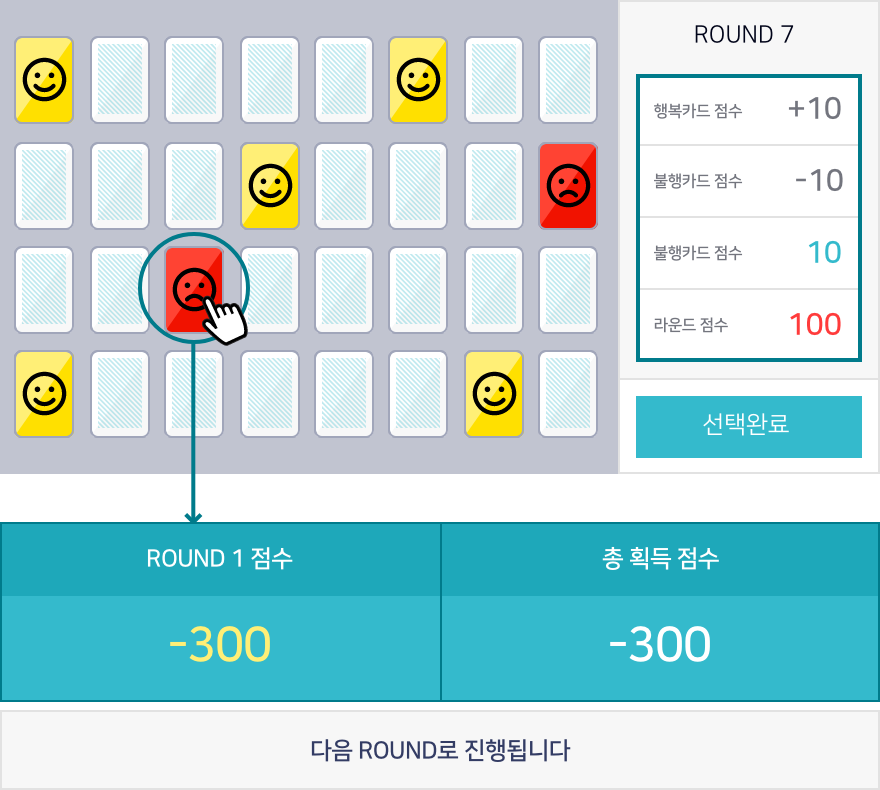 ROUND 7
행복카드 점수 +10
불행카드 점수 -10
불행카드 점수 10
라운드 점수 100
선택완료
ROUND 1 점수 총 획득 점수
-300 -300
다음 ROUND로 진행됩니다